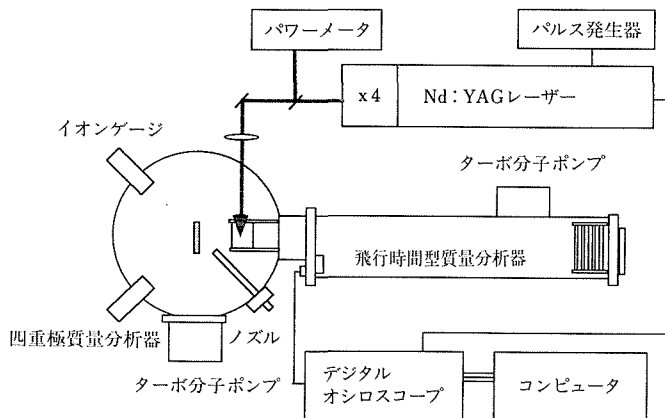 パワーメータ
パルス発生器
x4
Nd：YAGレーザー
イオンゲージ
ターボ分子ポンプ
飛行時間型質量分析器
四重極質量分析器
ノズル
ターボ分子ポンプ
デジタル
オシロスコープ
コンピュータ